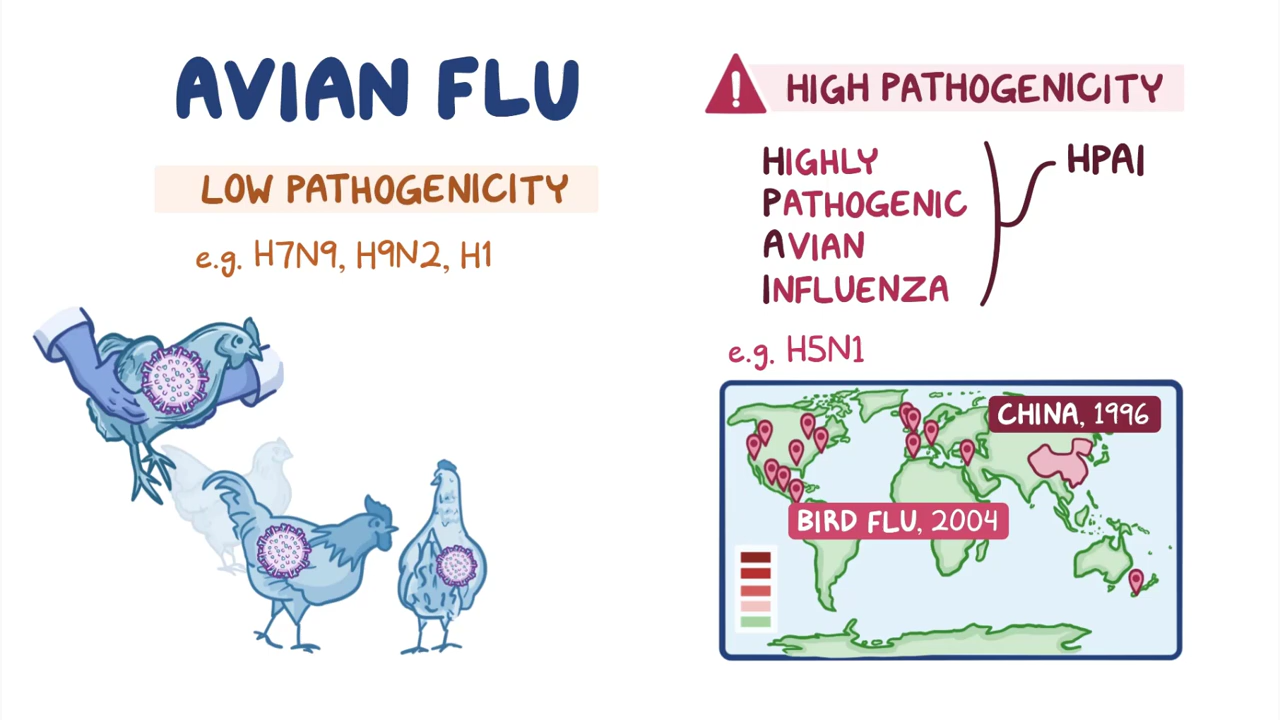 AVIAN FLU
LOW PATHOGENICITY
e.g. H7N9, H9N2, H1
HIGH PATHOGENICITY
HIGHLY
PATHOGENIC
AVIAN
INFLUENZA
HPAI
e.g. H5N1
CHINA, 1996
BIRD FLU, 2004